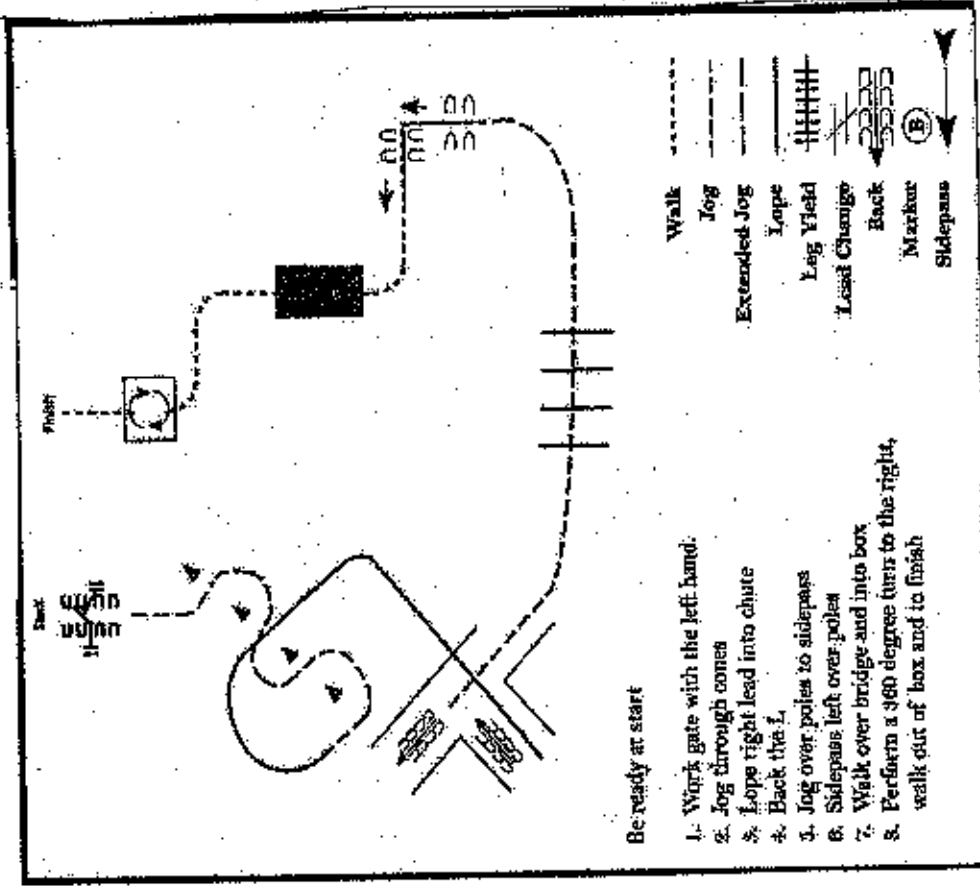 Start
Finish
Be ready at start
1. Work gate with the left hand.
2. Jog through cones
3. Lope right lead into chute
4. Back the L
5. Jog over poles to sidepass
6. Sidepass left over poles
7. Walk over bridge and into box
8. Perform a 360 degree turn to the right,
walk out of box and to finish
Walk
Jog
Extended Jog
Lope
Leg Yield
Lead Change
Back
Marker
B
Sidepass